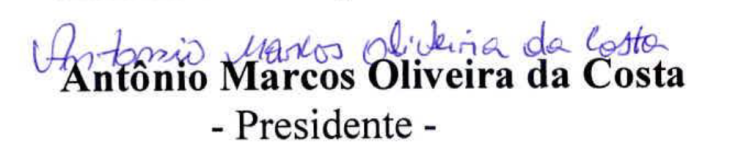 Antonio Marcos Oliveira da Costa
Antônio Marcos Oliveira da Costa
- Presidente -